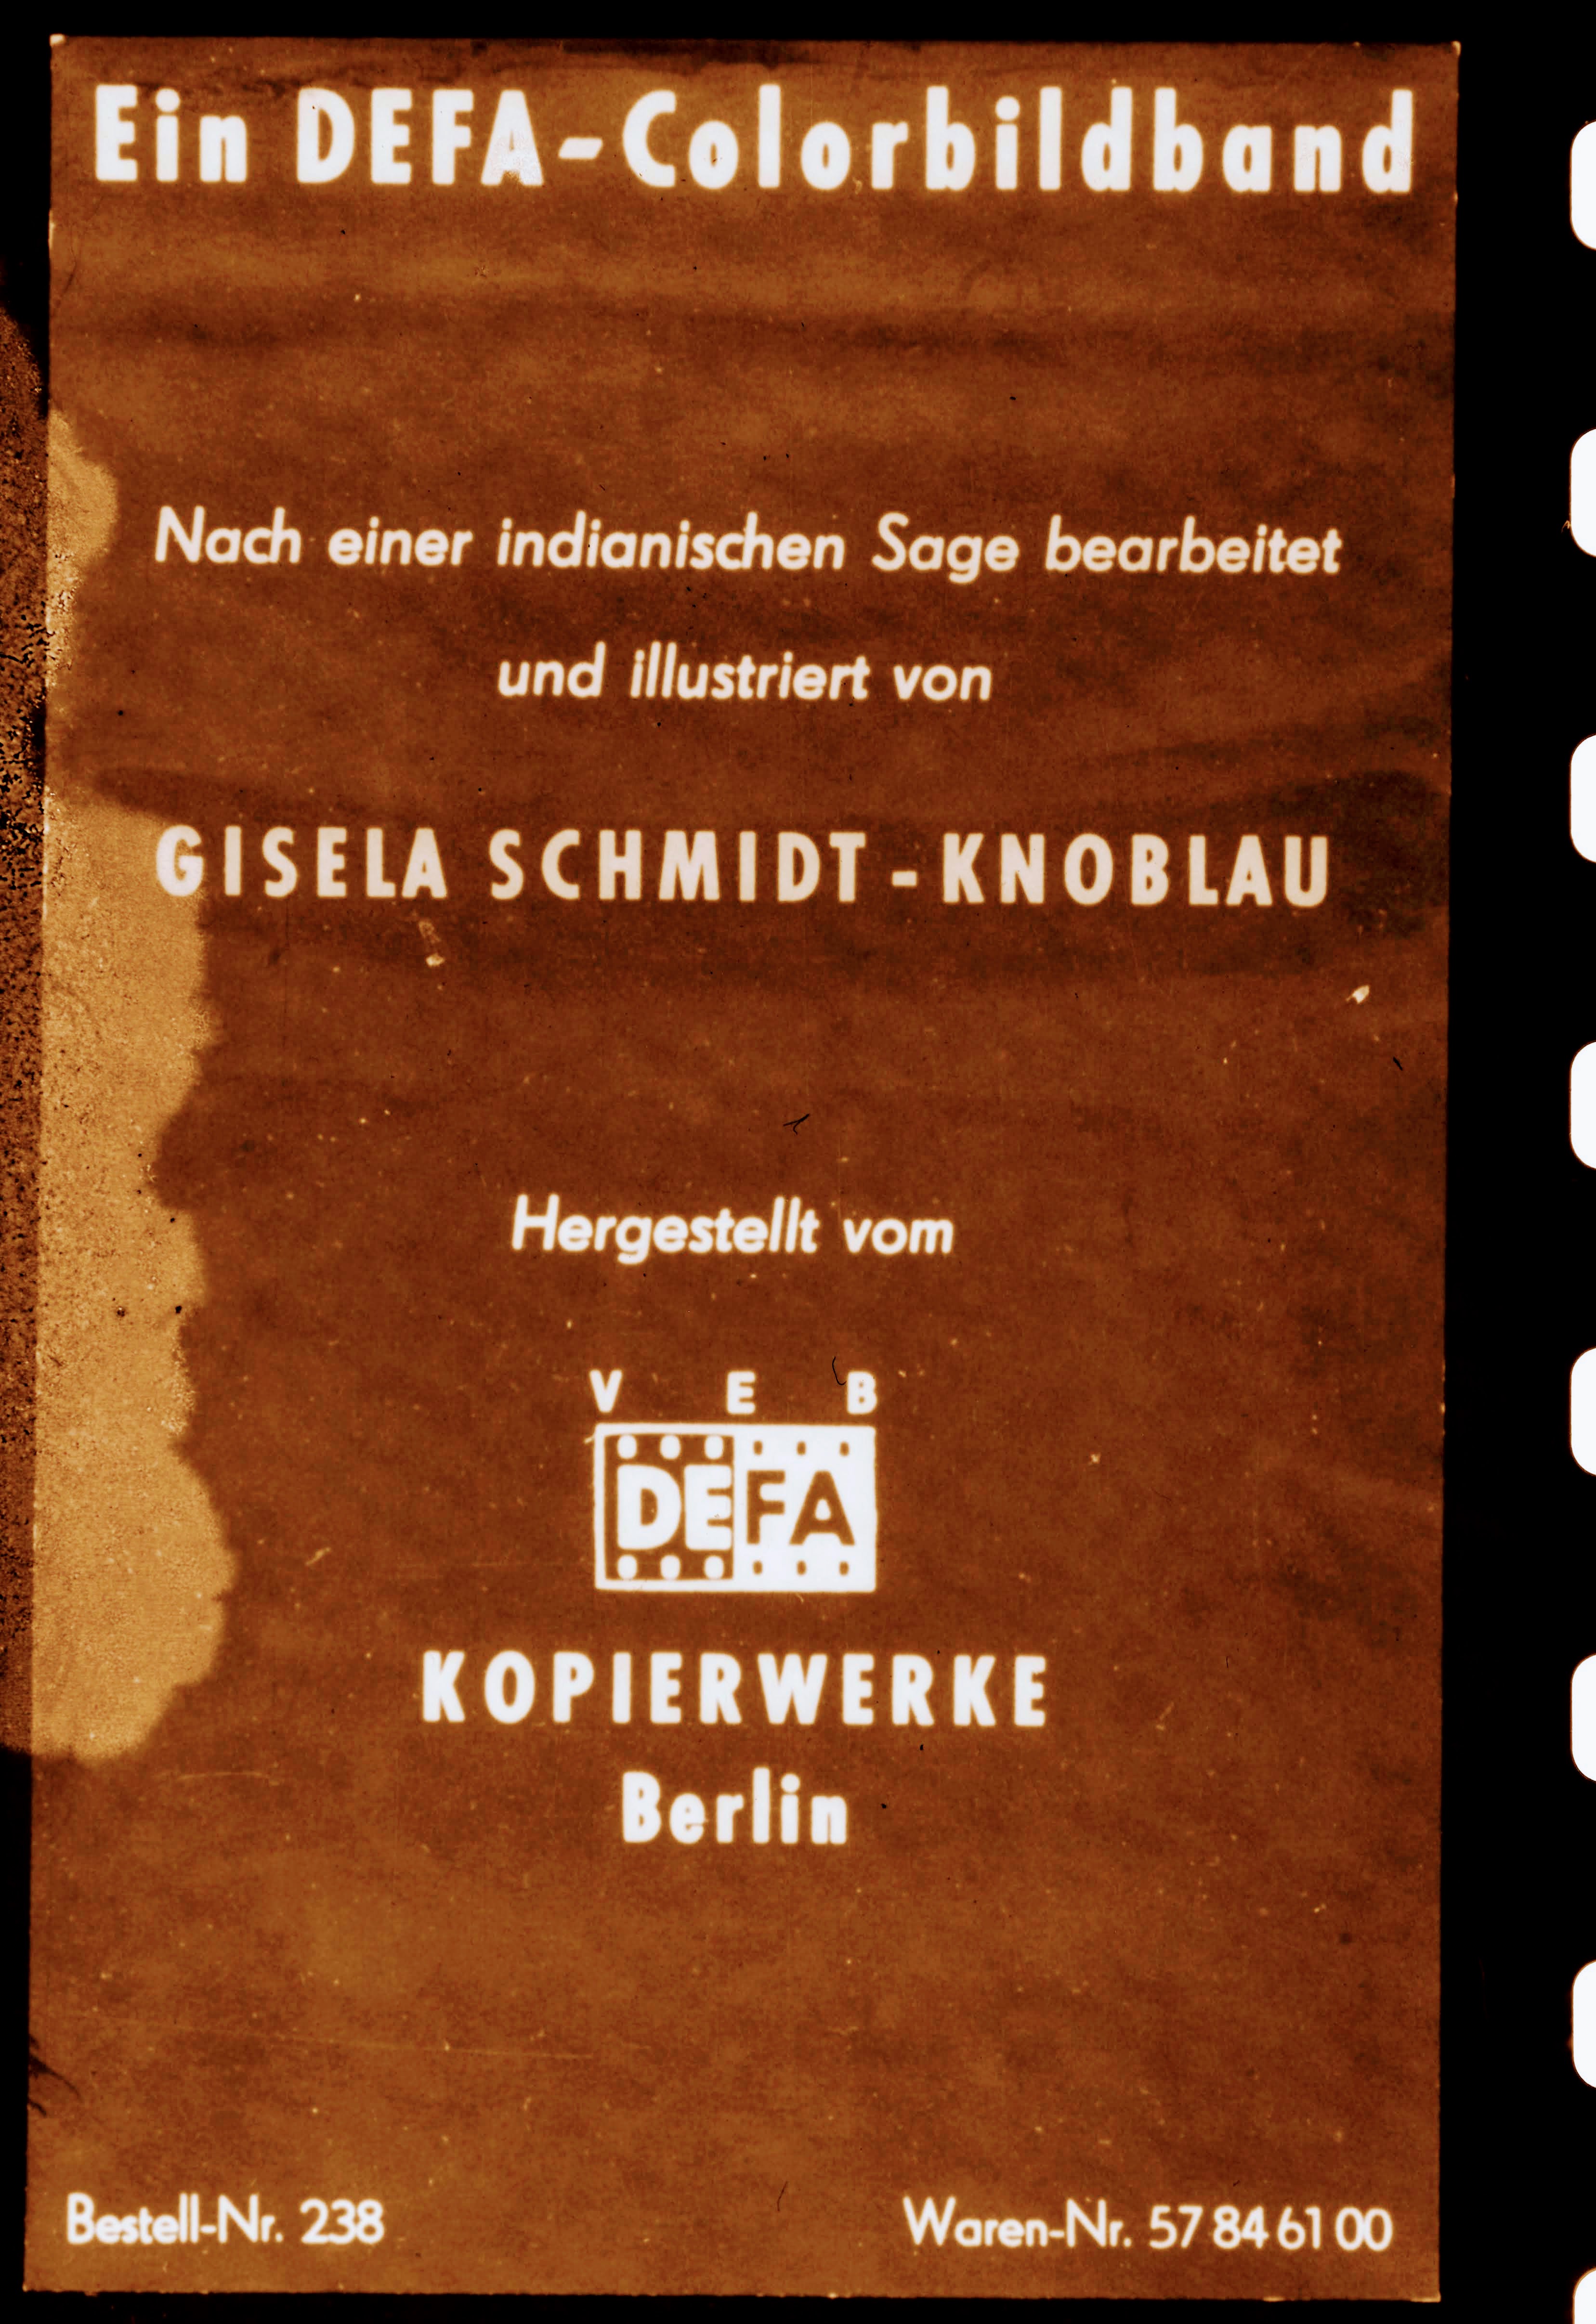 Ein DEFA-Colorbildband
Nach einer indianischen Sage bearbeitet
und illustriert von
GISELA SCHMIDT-KNOBLAU
Hergestellt vom
V E B
DEFA
KOPIERWERKE
Berlin
Bestell-Nr. 238 Waren-Nr. 57 84 61 00